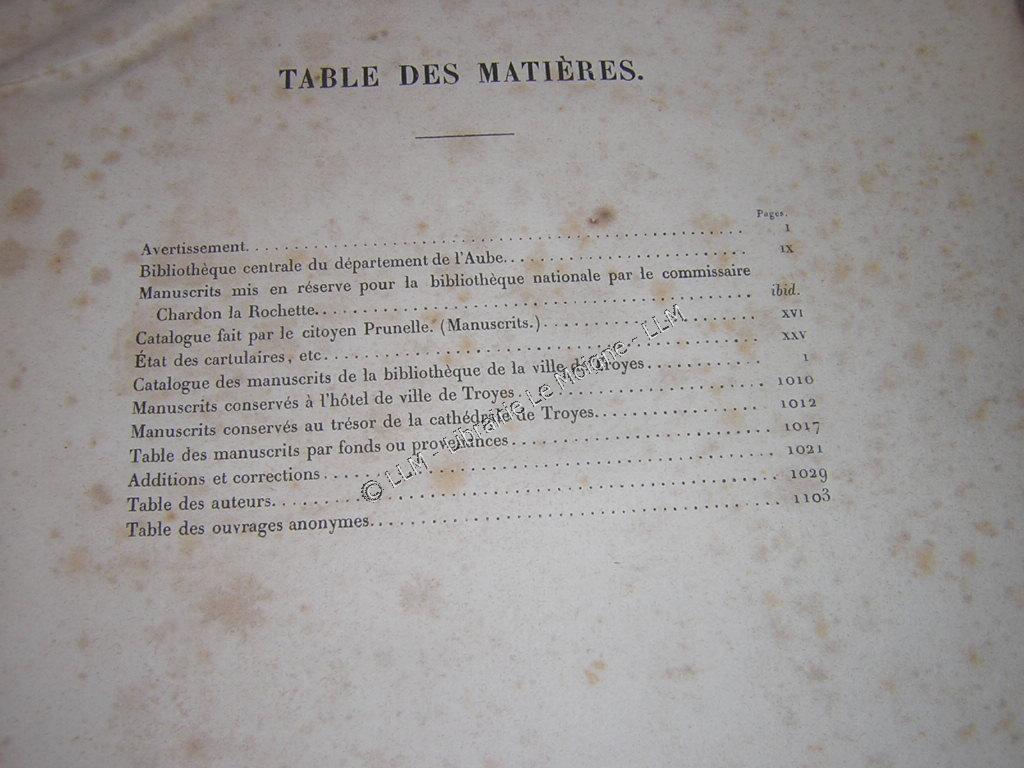 TABLE DES MATIÈRES.
Pages.
Avertissement. I
Bibliothèque centrale du département de l'Aube. IX
Manuscrits mis en réserve pour la bibliothèque nationale par le commissaire
Chardon la Rochette. ibid.
Catalogue fait par le citoyen Prunelle. (Manuscrits.) XVI
État des cartulaires, etc. XXV
Catalogue des manuscrits de la bibliothèque de la ville de Troyes. 1
Manuscrits conservés à l'hôtel de ville de Troyes. 1010
Manuscrits conservés au trésor de la cathédrale de Troyes. 1012
Table des manuscrits par fonds ou provenances. 1017
Additions et corrections. 1021
Table des auteurs. 1029
Table des ouvrages anonymes. 1103
© LLM - Librairie Le Moigne - LLM